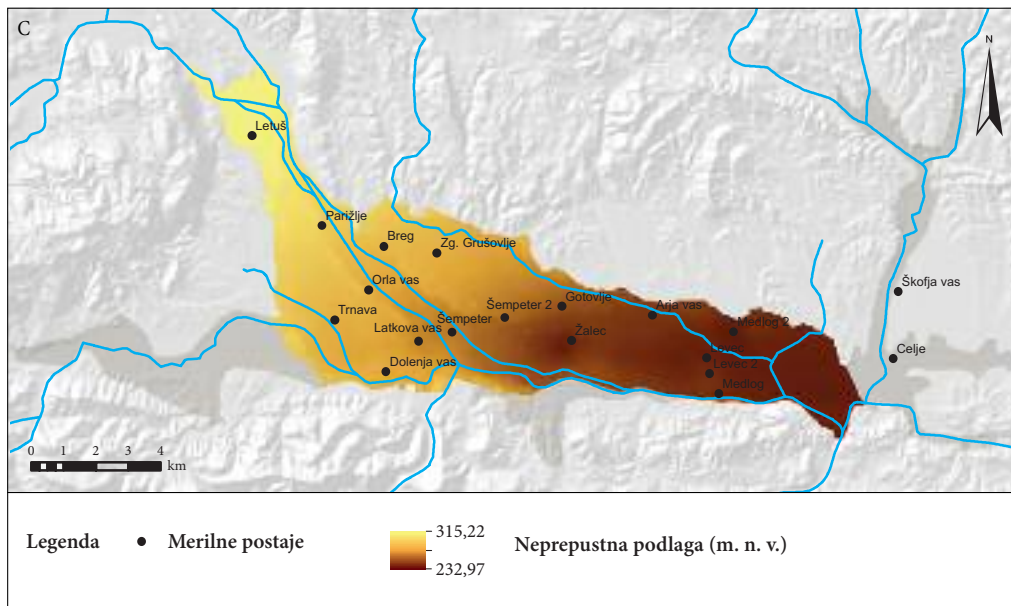 C
N
Letuš
Parižlje
Breg
Zg. Grušovlje
Orla vas
Škofja vas
Trnava
Šempeter 2
Gotovlje
Arja vas
Latkova vas
Šempeter
Žalec
Medlog 2
Dolenja vas
Levec
Levec 2
Celje
Medlog
0 1 2 3 4
km
Legenda
Merilne postaje
315,22
232,97
Neprepustna podlaga (m. n. v.)